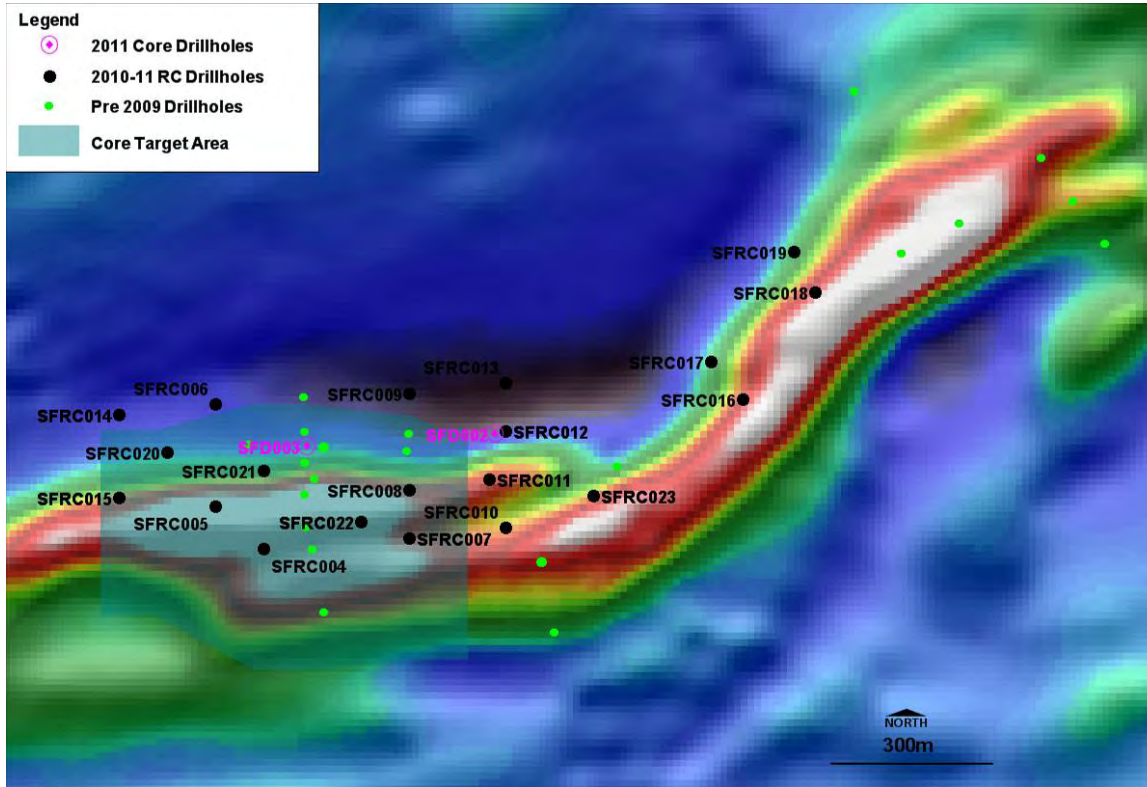 Legend
2011 Core Drillholes
2010-11 RC Drillholes
Pre 2009 Drillholes
Core Target Area
SFRC019
SFRC018
SFRC017
SFRC013
SFRC006
SFRC009
SFRC016
SFRC014
SFD003
SFD002
SFRC012
SFRC020
SFRC021
SFRC011
SFRC015
SFRC008
SFRC023
SFRC005
SFRC022
SFRC010
SFRC007
SFRC004
NORTH
300m